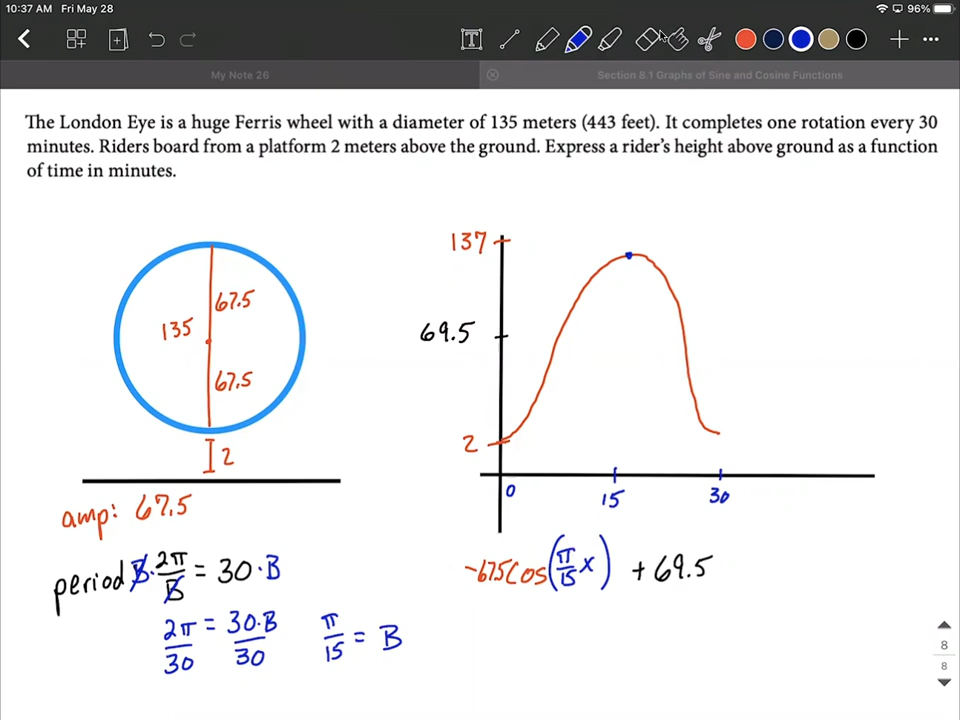 10:37 AM Fri May 28
96%
My Note 26
Section 8.1 Graphs of Sine and Cosine Functions
The London Eye is a huge Ferris wheel with a diameter of 135 meters (443 feet). It completes one rotation every 30
minutes. Riders board from a platform 2 meters above the ground. Express a rider's height above ground as a function
of time in minutes.
135
67.5
67.5
2
137
69.5
2
0
15
30
amp: 67.5
period B · 2π/B = 30 · B
2π/30 = 30·B/30
π/15 = B
-67.5 cos(π/15 x) + 69.5
8
8